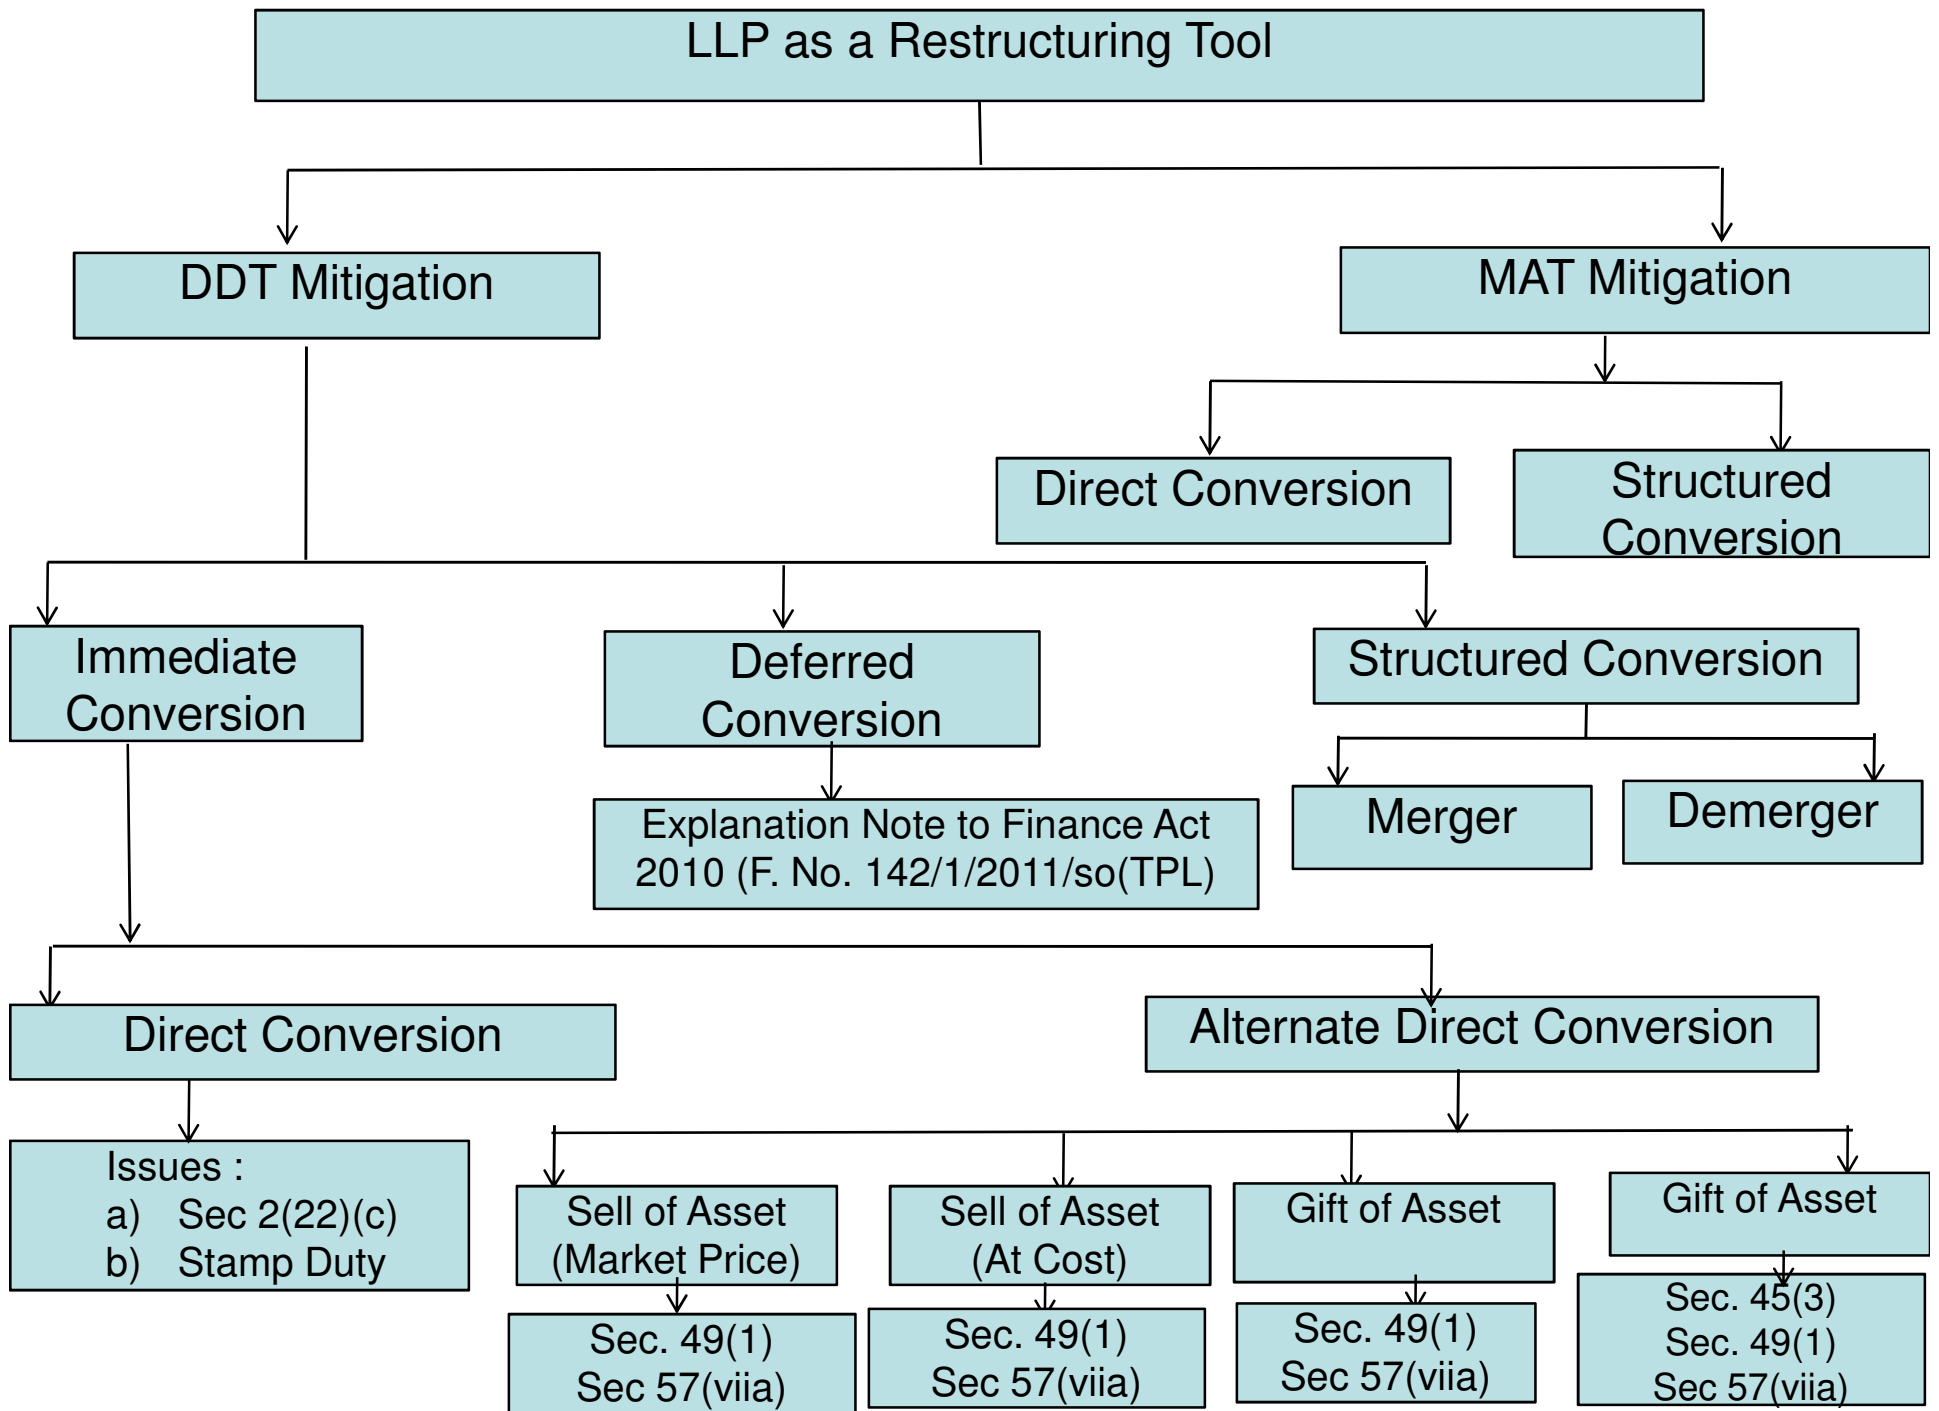 LLP as a Restructuring Tool
DDT Mitigation
MAT Mitigation
Direct Conversion
Structured
Conversion
Immediate
Conversion
Deferred
Conversion
Structured Conversion
Explanation Note to Finance Act
2010 (F. No. 142/1/2011/so(TPL)
Merger
Demerger
Direct Conversion
Alternate Direct Conversion
Issues :
a) Sec 2(22)(c)
b) Stamp Duty
Sell of Asset
(Market Price)
Sell of Asset
(At Cost)
Gift of Asset
Gift of Asset
Sec. 49(1)
Sec 57(viia)
Sec. 49(1)
Sec 57(viia)
Sec. 49(1)
Sec 57(viia)
Sec. 45(3)
Sec. 49(1)
Sec 57(viia)